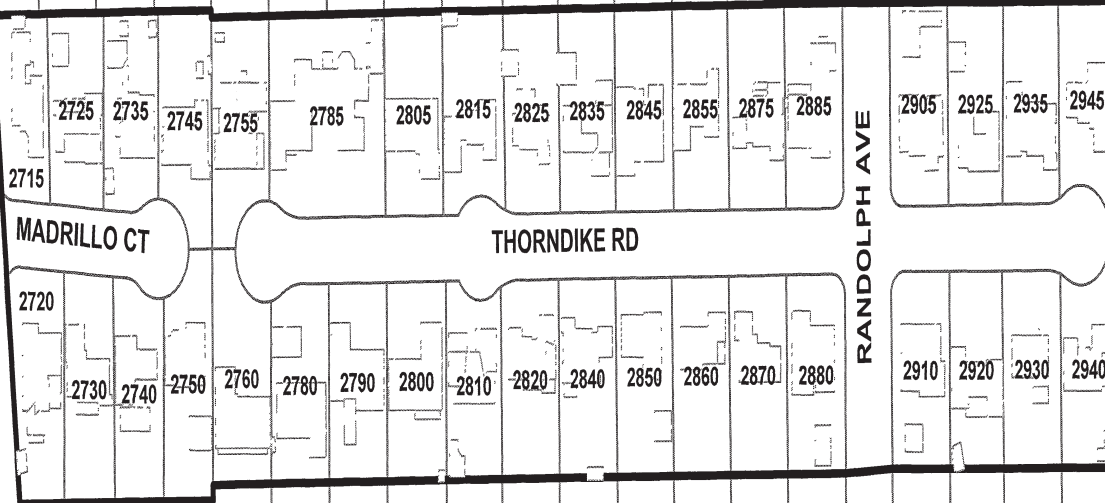 2715 2725 2735 2745 2755 2785 2805 2815 2825 2835 2845 2855 2875 2885 2905 2925 2935 2945
MADRILLO CT
THORNDIKE RD
RANDOLPH AVE
2720 2730 2740 2750 2760 2780 2790 2800 2810 2820 2840 2850 2860 2870 2880 2910 2920 2930 2940